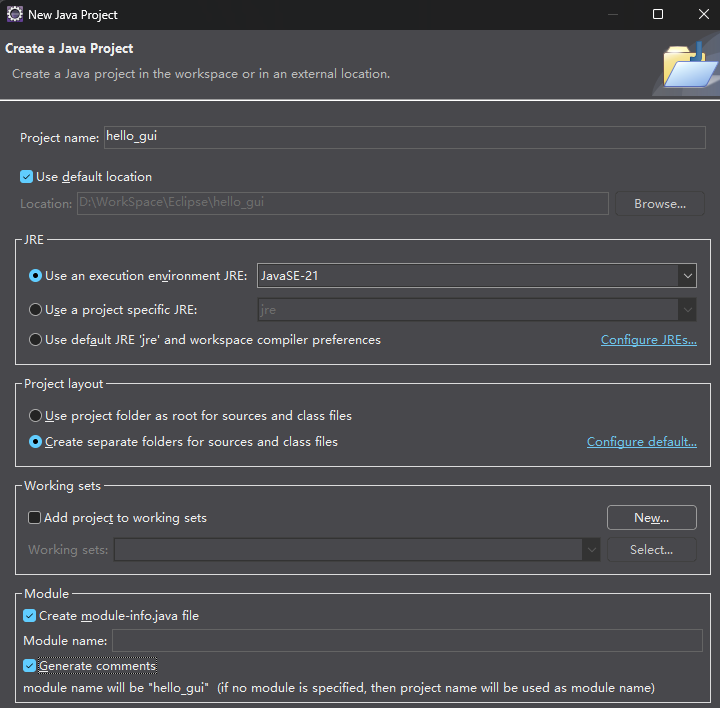 New Java Project
Create a Java Project
Create a Java project in the workspace or in an external location.
Project name: hello_gui
Use default location
Location: D:\WorkSpace\Eclipse\hello_gui Browse...
JRE
Use an execution environment JRE: JavaSE-21
Use a project specific JRE: jre
Use default JRE 'jre' and workspace compiler preferences Configure JREs...
Project layout
Use project folder as root for sources and class files
Create separate folders for sources and class files Configure default...
Working sets
Add project to working sets New...
Working sets: Select...
Module
Create module-info.java file
Module name:
Generate comments
module name will be "hello_gui" (if no module is specified, then project name will be used as module name)